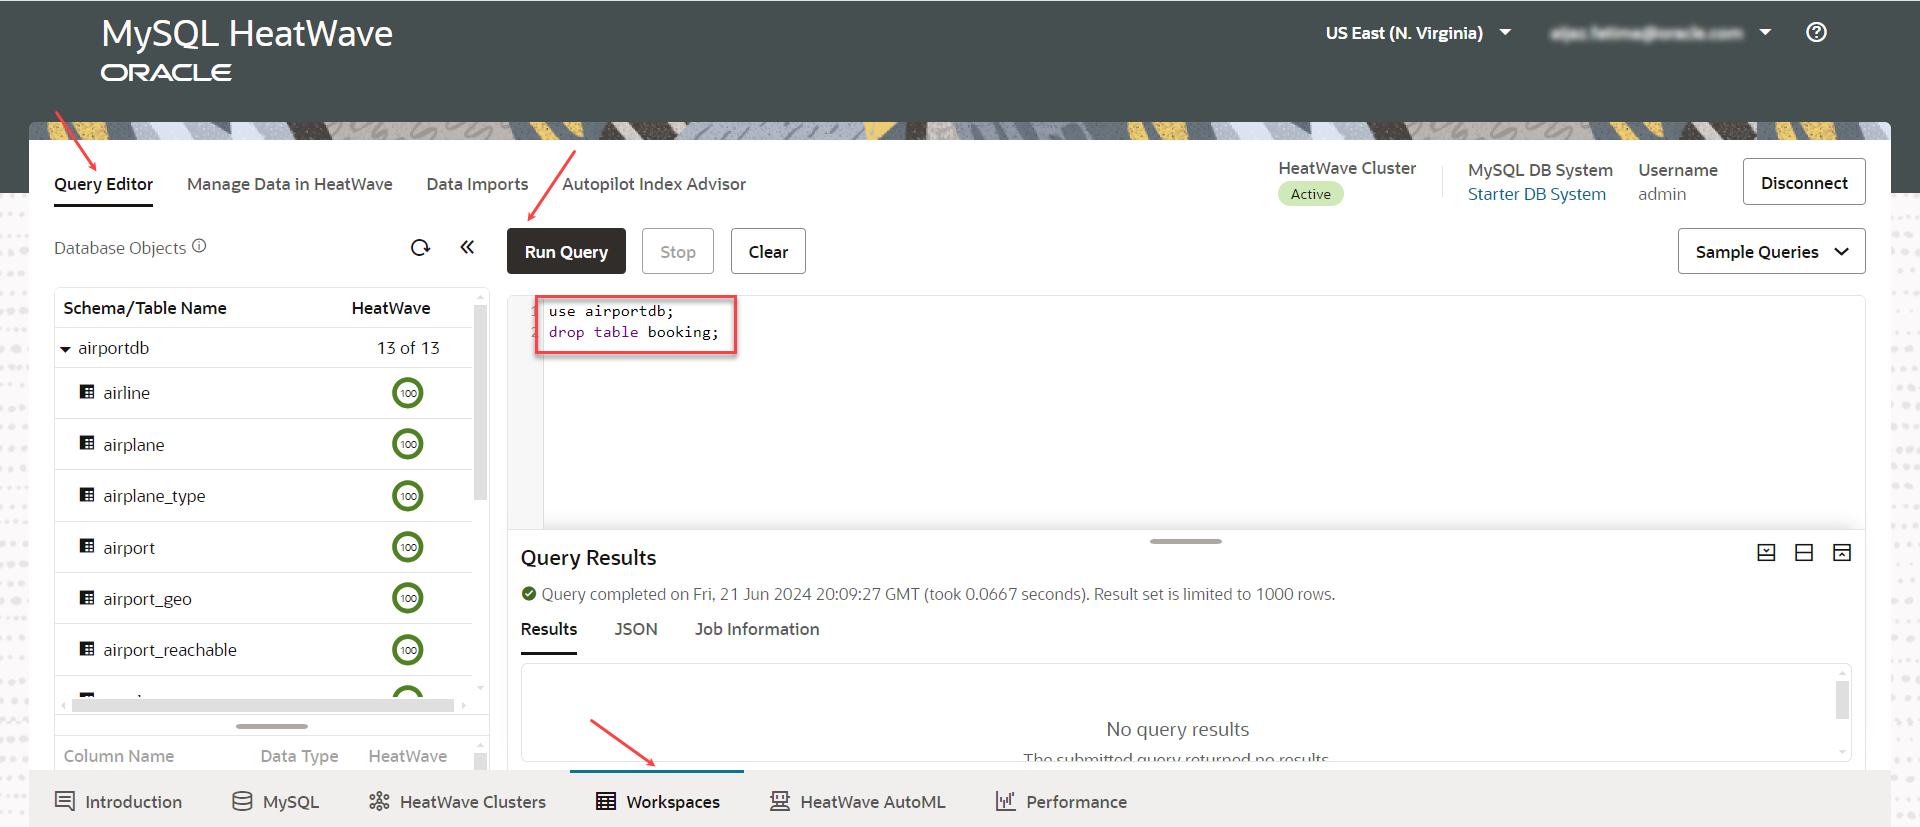 MySQL HeatWave
ORACLE
US East (N. Virginia)
Query Editor
Manage Data in HeatWave
Data Imports
Autopilot Index Advisor
HeatWave Cluster
Active
MySQL DB System
Starter DB System
Username
admin
Disconnect
Database Objects
Run Query
Stop
Clear
Sample Queries
Schema/Table Name HeatWave
airportdb 13 of 13
airline 100
airplane 100
airplane_type 100
airport 100
airport_geo 100
airport_reachable 100
Column Name Data Type HeatWave
use airportdb;
drop table booking;
Query Results
Query completed on Fri, 21 Jun 2024 20:09:27 GMT (took 0.0667 seconds). Result set is limited to 1000 rows.
Results
JSON
Job Information
No query results
The submitted query returned no results
Introduction
MySQL
HeatWave Clusters
Workspaces
HeatWave AutoML
Performance